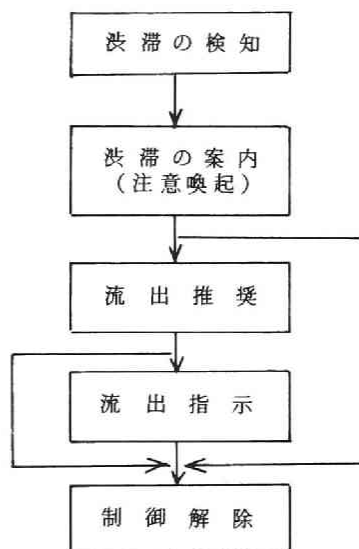 渋滞の検知
渋滞の案内
(注意喚起)
流出推奨
流出指示
制御解除